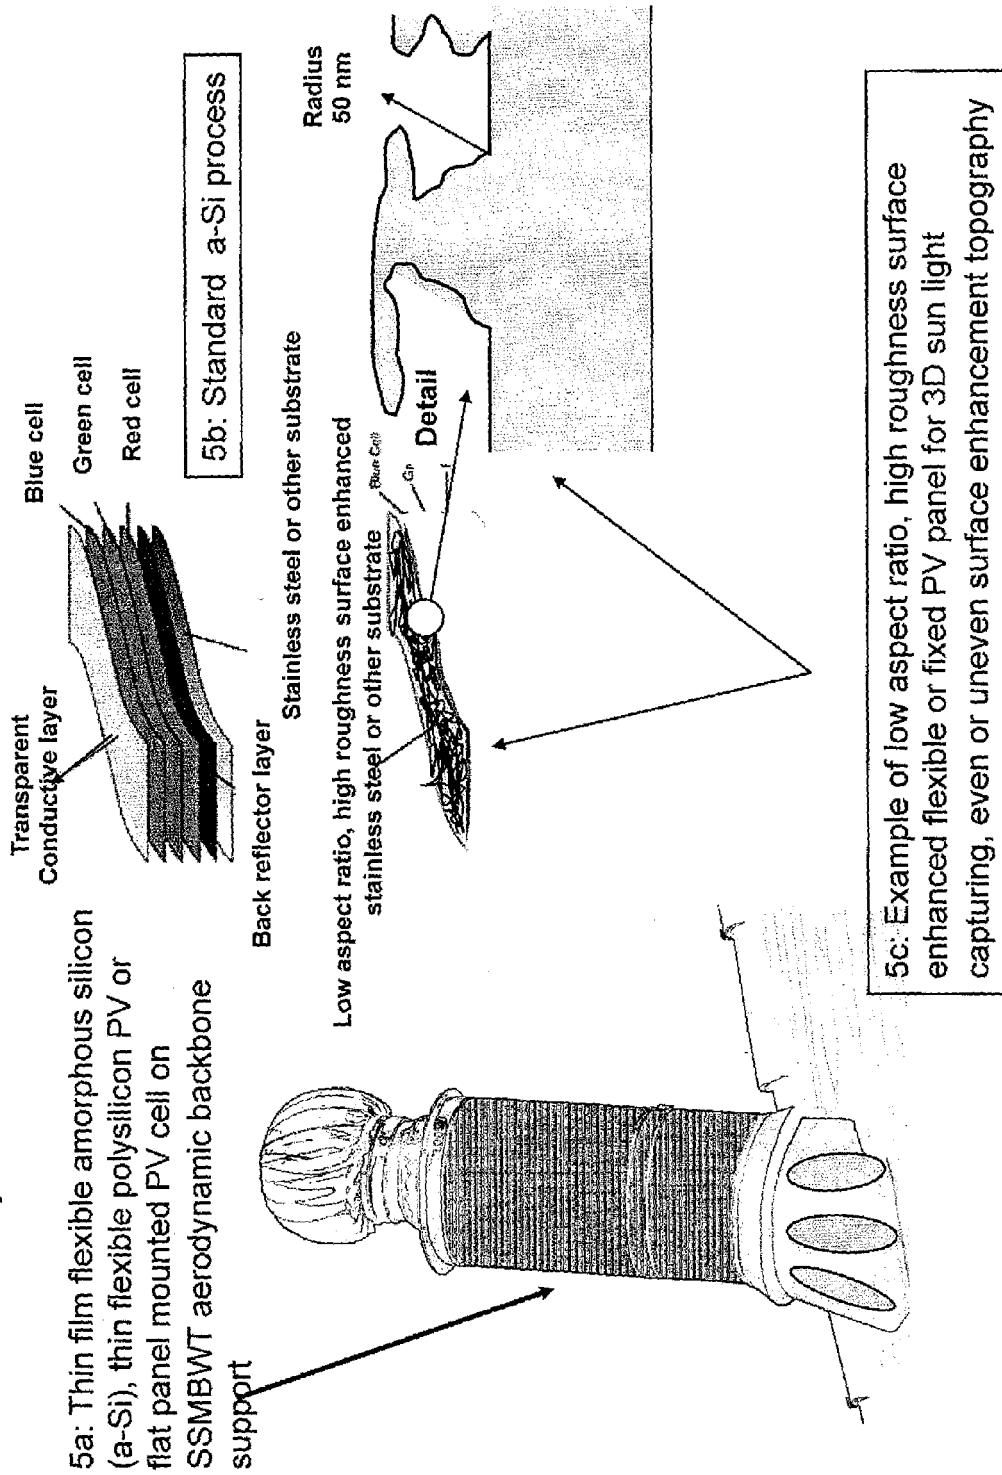 5a: Thin film flexible amorphous silicon
(a-Si), thin flexible polysilicon PV or
flat panel mounted PV cell on
SSMBWT aerodynamic backbone
support
Transparent
Conductive layer
Blue cell
Green cell
Red cell
Back reflector layer
Stainless steel or other substrate
5b: Standard a-Si process
Low aspect ratio, high roughness surface enhanced
stainless steel or other substrate
Blue Cell
Gr
Detail
Radius
50 nm
5c: Example of low aspect ratio, high roughness surface
enhanced flexible or fixed PV panel for 3D sun light
capturing, even or uneven surface enhancement topography